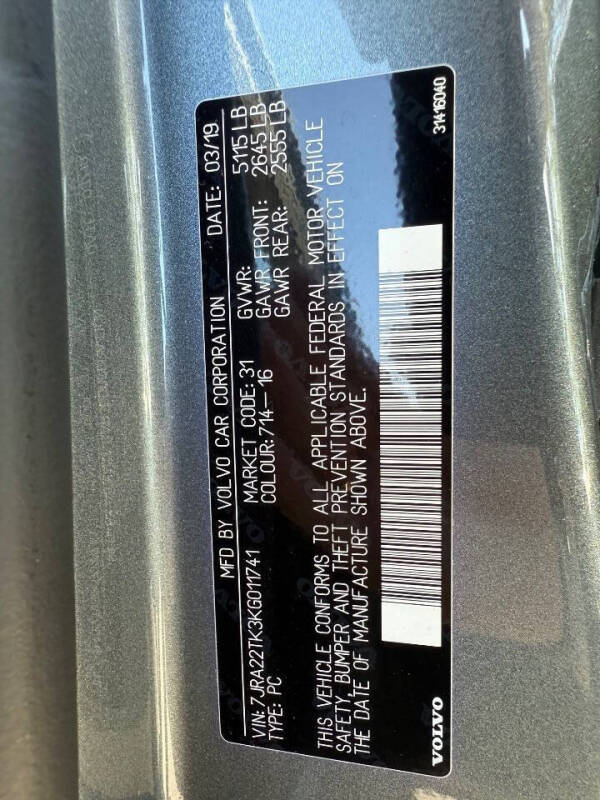 MFD BY VOLVO CAR CORPORATION DATE: 03/19
VIN: 7JRA22TK3KG011741 MARKET CODE: 31 GVWR: 5115 LB
TYPE: PC COLOUR: 714-16 GAWR FRONT: 2645 LB
GAWR REAR: 2555 LB
THIS VEHICLE CONFORMS TO ALL APPLICABLE FEDERAL MOTOR VEHICLE
SAFETY, BUMPER AND THEFT PREVENTION STANDARDS IN EFFECT ON
THE DATE OF MANUFACTURE SHOWN ABOVE.
VOLVO 31416040